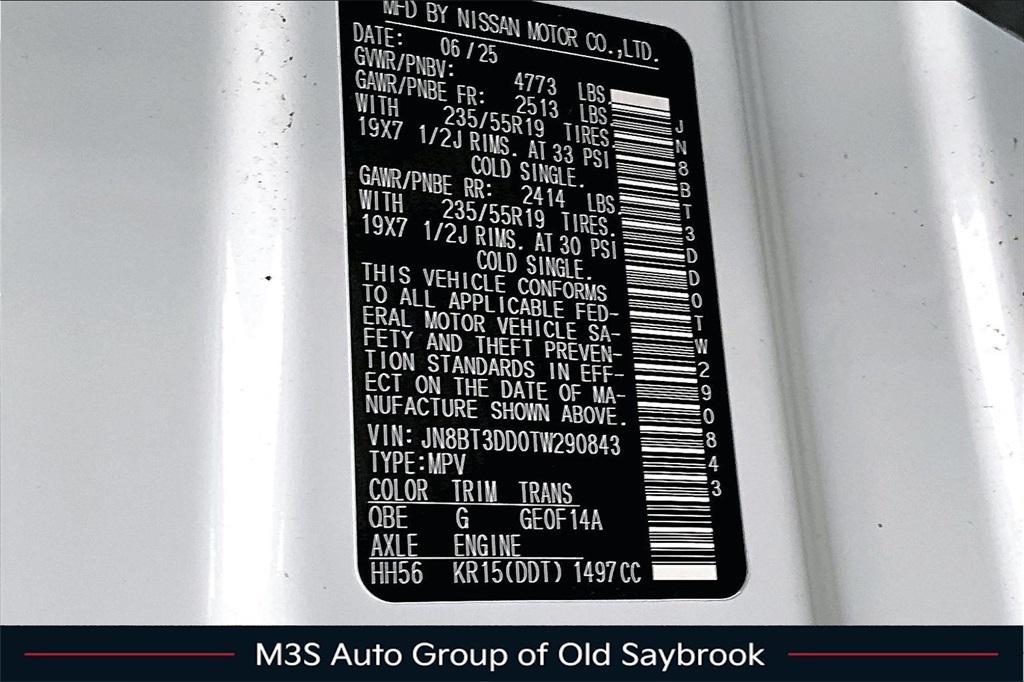 MFD BY NISSAN MOTOR CO.,LTD.
DATE: 06/25
GVWR/PNBV: 4773 LBS.
GAWR/PNBE FR: 2513 LBS.
WITH 235/55R19 TIRES.
19X7 1/2J RIMS. AT 33 PSI
COLD SINGLE.
GAWR/PNBE RR: 2414 LBS.
WITH 235/55R19 TIRES.
19X7 1/2J RIMS. AT 30 PSI
COLD SINGLE.
THIS VEHICLE CONFORMS
TO ALL APPLICABLE FED-
ERAL MOTOR VEHICLE SA-
FETY AND THEFT PREVEN-
TION STANDARDS IN EFF-
ECT ON THE DATE OF MA-
NUFACTURE SHOWN ABOVE.
VIN: JN8BT3DD0TW290843
TYPE:MPV
COLOR TRIM TRANS
QBE G GE0F14A
AXLE ENGINE
HH56 KR15(DDT) 1497CC
JN8BT3DD0TW290843
M3S Auto Group of Old Saybrook